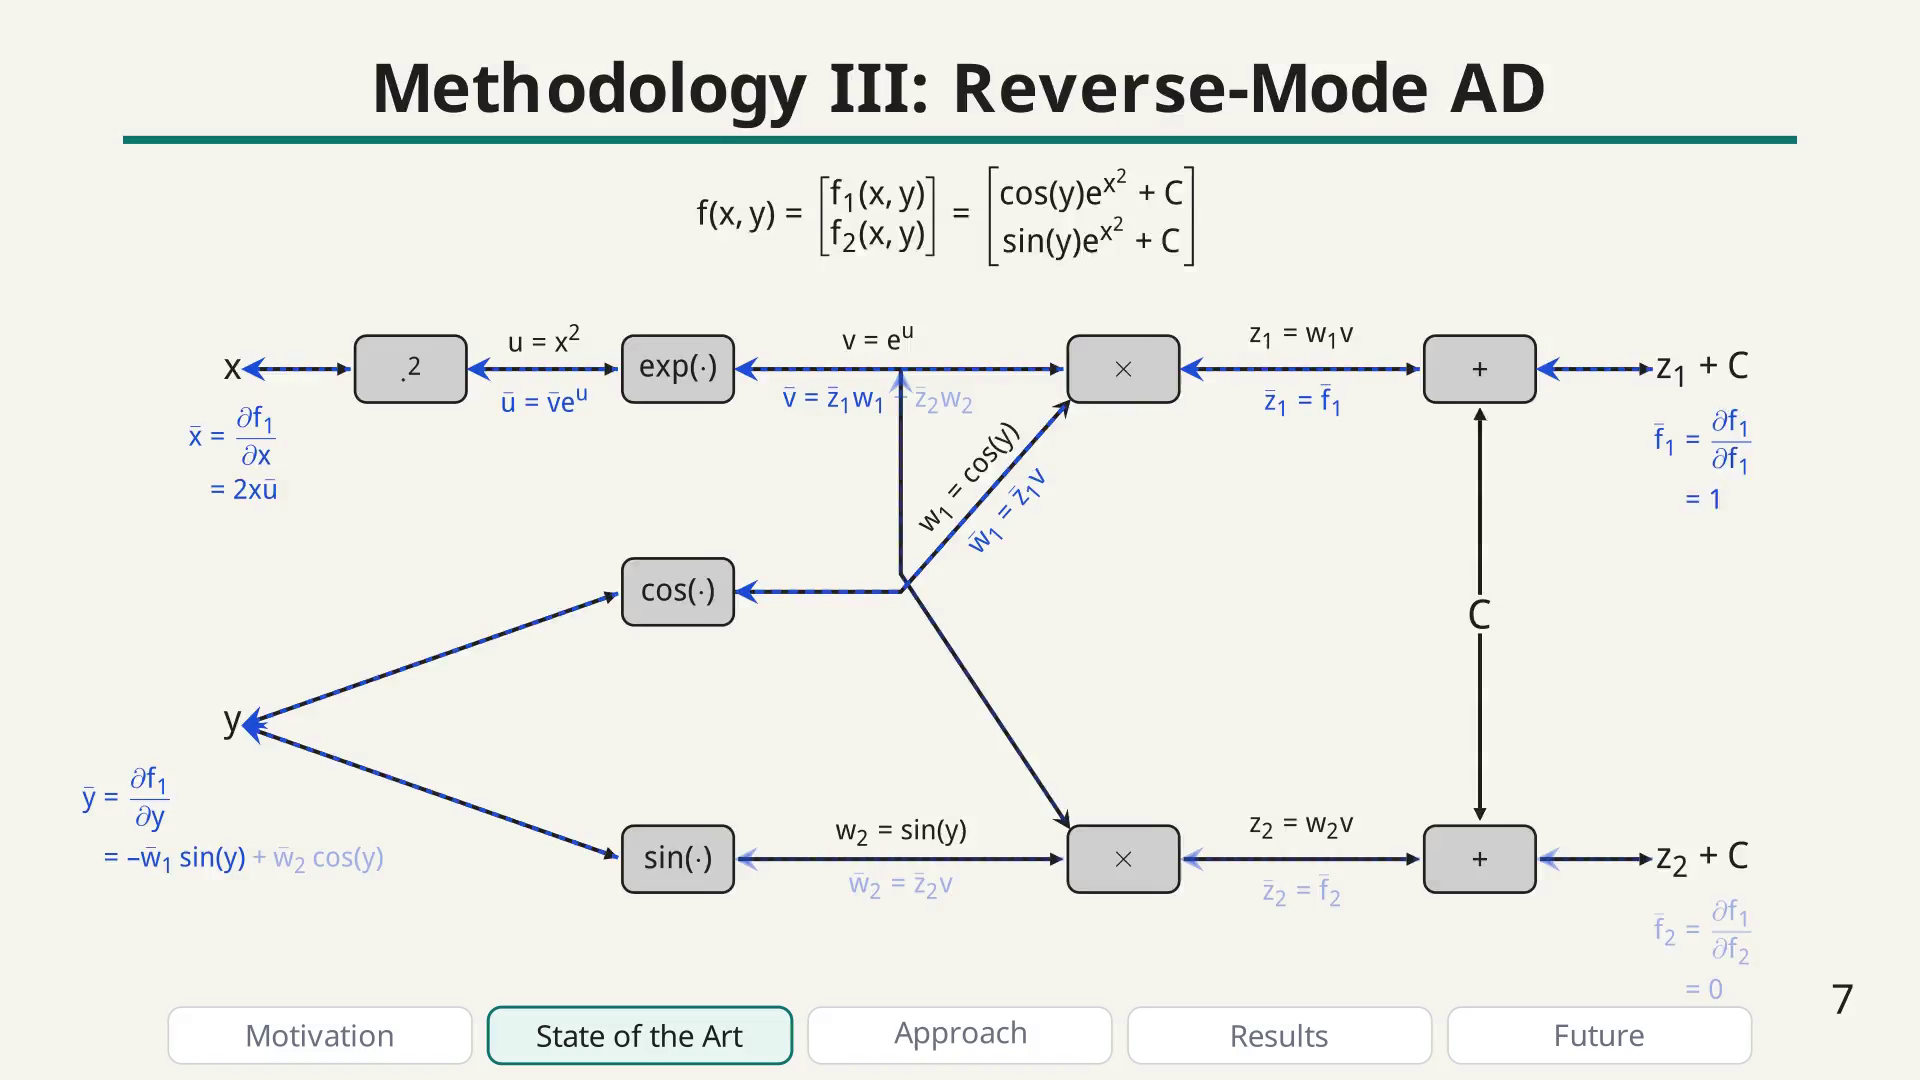 Methodology III: Reverse-Mode AD
f(x, y) = [f₁(x, y) f₂(x, y)] = [cos(y)e^x² + C sin(y)e^x² + C]
x
.²
u = x²
ū = v̄eᵘ
exp(·)
v = eᵘ
v̄ = z̄₁w₁ + z̄₂w₂
×
z₁ = w₁v
z̄₁ = f̄₁
+
z₁ + C
x̄ = ∂f₁/∂x
= 2xū
f̄₁ = ∂f₁/∂f₁
= 1
w₁ = cos(y)
w̄₁ = z̄₁v
cos(·)
C
y
ȳ = ∂f₁/∂y
= –w̄₁ sin(y) + w̄₂ cos(y)
sin(·)
w₂ = sin(y)
w̄₂ = z̄₂v
×
z₂ = w₂v
z̄₂ = f̄₂
+
z₂ + C
f̄₂ = ∂f₁/∂f₂
= 0
7
Motivation
State of the Art
Approach
Results
Future